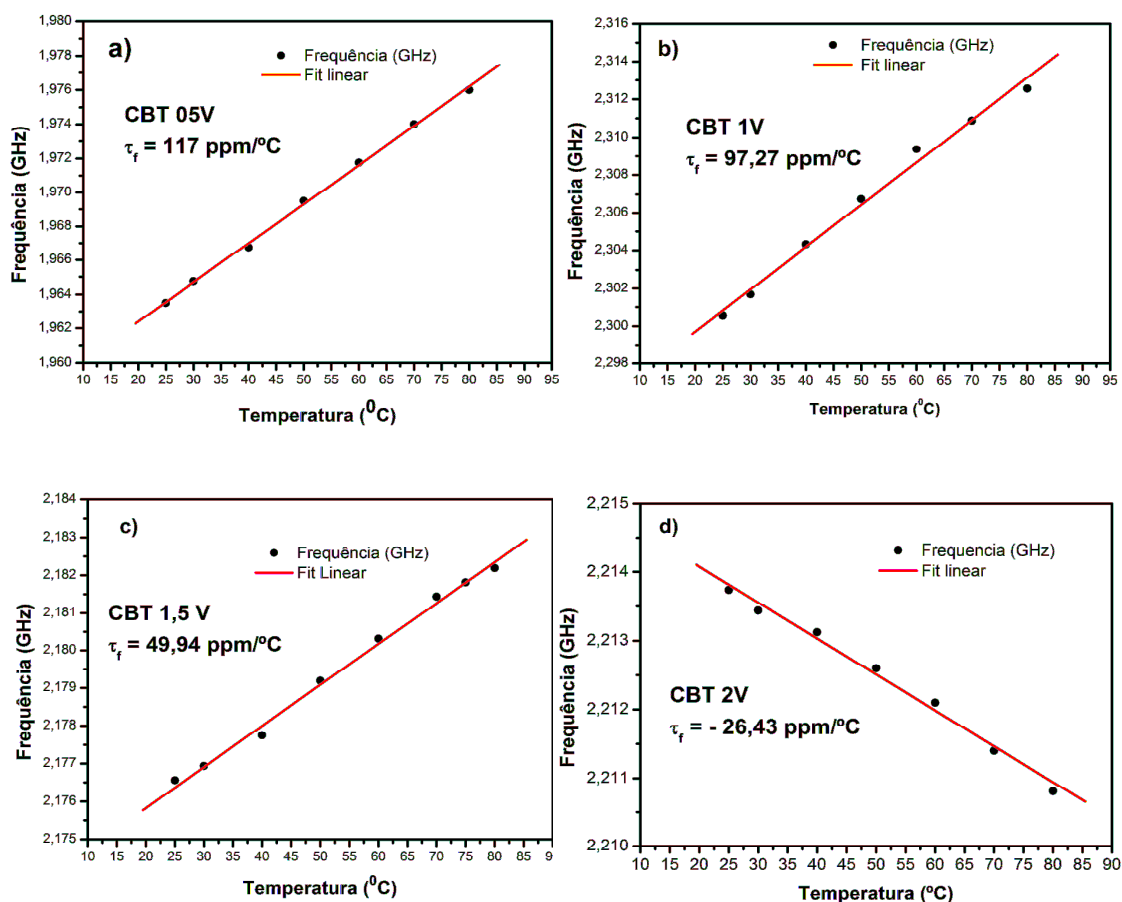 a)
Frequência (GHz)
Fit linear
CBT 05V
τf = 117 ppm/ºC
Frequência (GHz)
1,980
1,978
1,976
1,974
1,972
1,970
1,968
1,966
1,964
1,962
1,960
10 15 20 25 30 35 40 45 50 55 60 65 70 75 80 85 90 95
Temperatura (⁰C)
b)
Frequência (GHz)
Fit linear
CBT 1V
τf = 97,27 ppm/ºC
Frequência (GHz)
2,316
2,314
2,312
2,310
2,308
2,306
2,304
2,302
2,300
2,298
10 15 20 25 30 35 40 45 50 55 60 65 70 75 80 85 90 95
Temperatura (⁰C)
c)
Frequência (GHz)
Fit Linear
CBT 1,5 V
τf = 49,94 ppm/ºC
Frequência (GHz)
2,184
2,183
2,182
2,181
2,180
2,179
2,178
2,177
2,176
2,175
10 15 20 25 30 35 40 45 50 55 60 65 70 75 80 85 9
Temperatura (⁰C)
d)
Frequencia (GHz)
Fit linear
CBT 2V
τf = - 26,43 ppm/ºC
Frequência (GHz)
2,215
2,214
2,213
2,212
2,211
2,210
10 15 20 25 30 35 40 45 50 55 60 65 70 75 80 85 90
Temperatura (ºC)